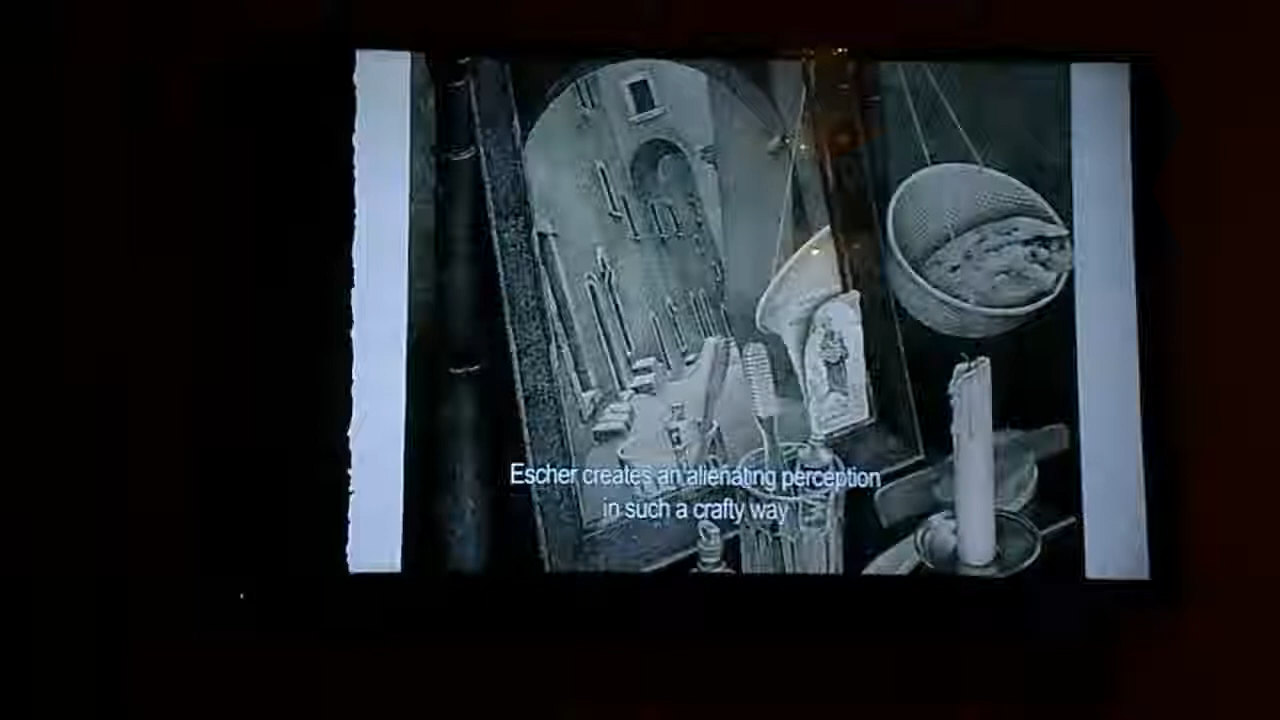 Escher creates an alienating perception
in such a crafty way